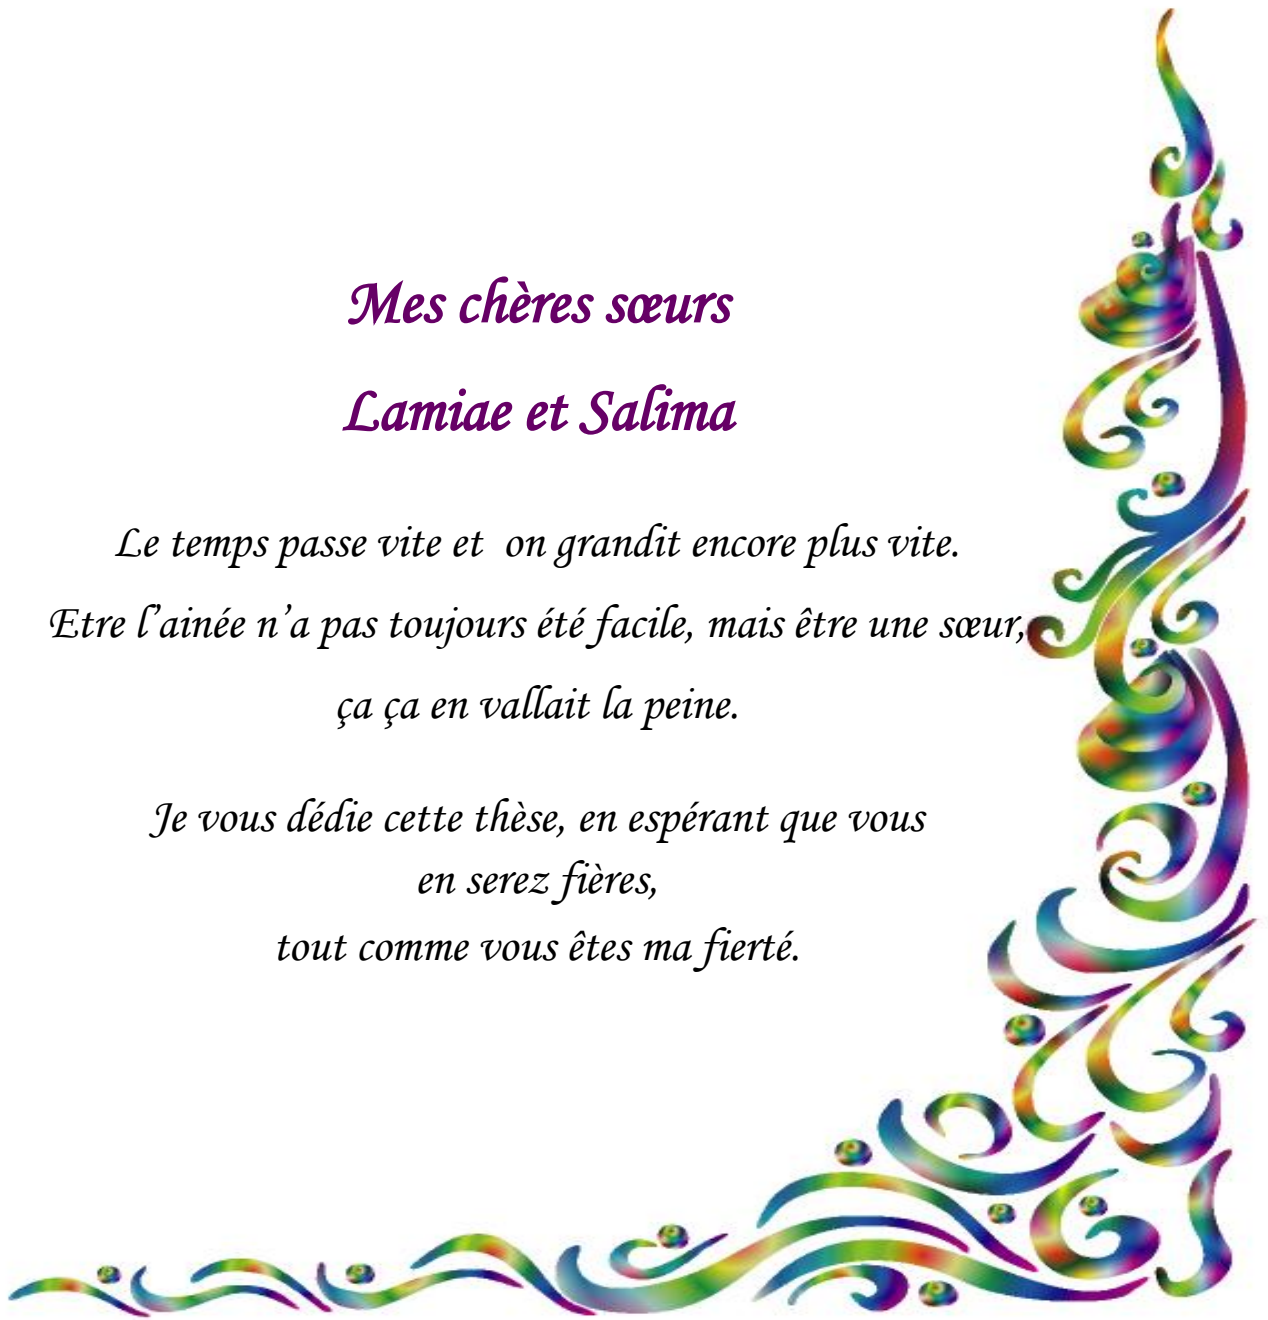 Mes chères sœurs
Lamiae et Salima
Le temps passe vite et on grandit encore plus vite.
Etre l’ainée n’a pas toujours été facile, mais être une sœur,
ça ça en vallait la peine.
Je vous dédie cette thèse, en espérant que vous
en serez fières,
tout comme vous êtes ma fierté.